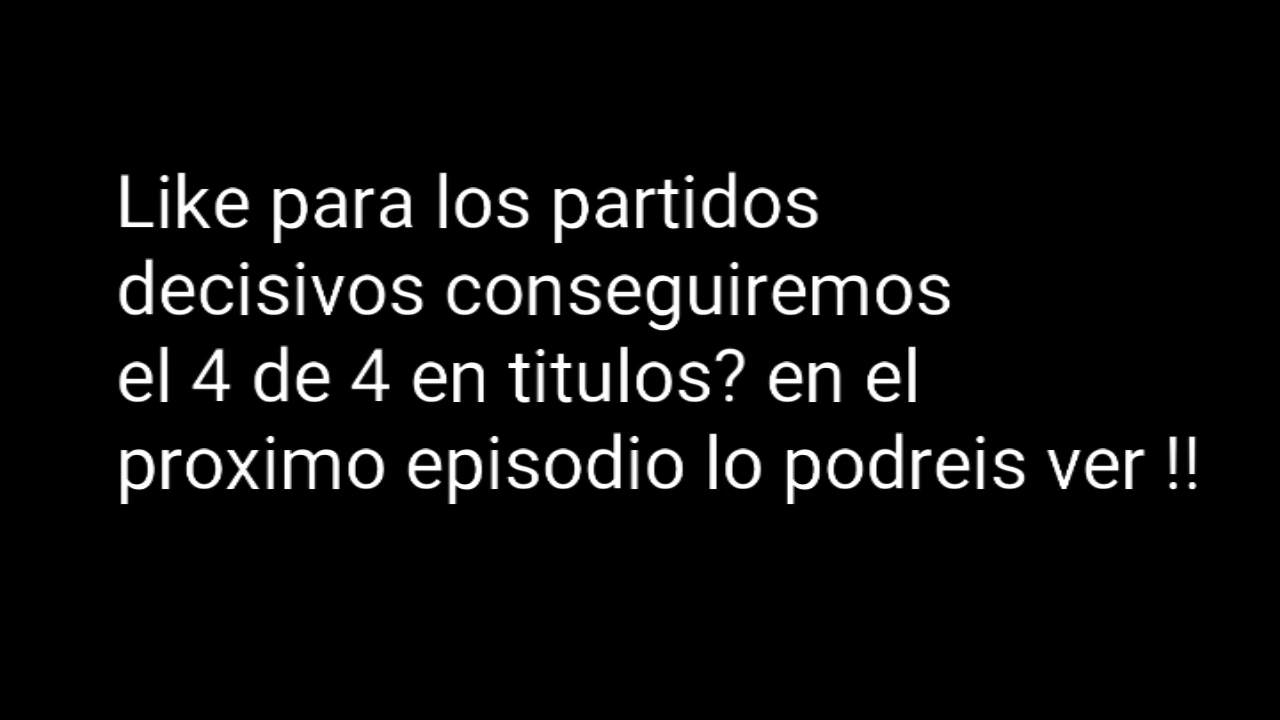 Like para los partidos
decisivos conseguiremos
el 4 de 4 en titulos? en el
proximo episodio lo podreis ver !!